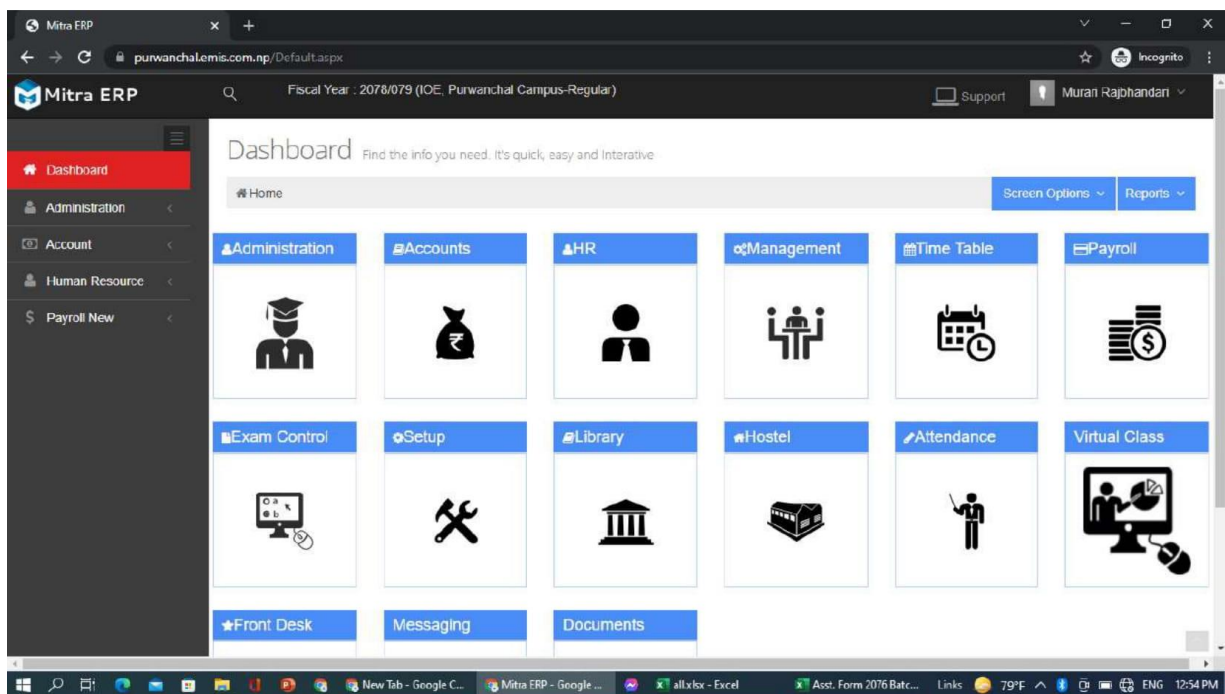 Mitra ERP
purwanchal.emis.com.np/Default.aspx
Incognito
Mitra ERP
Fiscal Year : 2078/079 (IOE, Purwanchal Campus-Regular)
Support
Murari Rajbhandari
Dashboard Find the info you need. It's quick, easy and Interative
Dashboard
Home
Screen Options
Reports
Administration
Account
Human Resource
Payroll New
Administration
Accounts
HR
Management
Time Table
Payroll
Exam Control
Setup
Library
Hostel
Attendance
Virtual Class
Front Desk
Messaging
Documents
New Tab - Google C...
Mitra ERP - Google ...
all.xlsx - Excel
Asst. Form 2076 Batc...
Links
79°F
ENG
12:54 PM